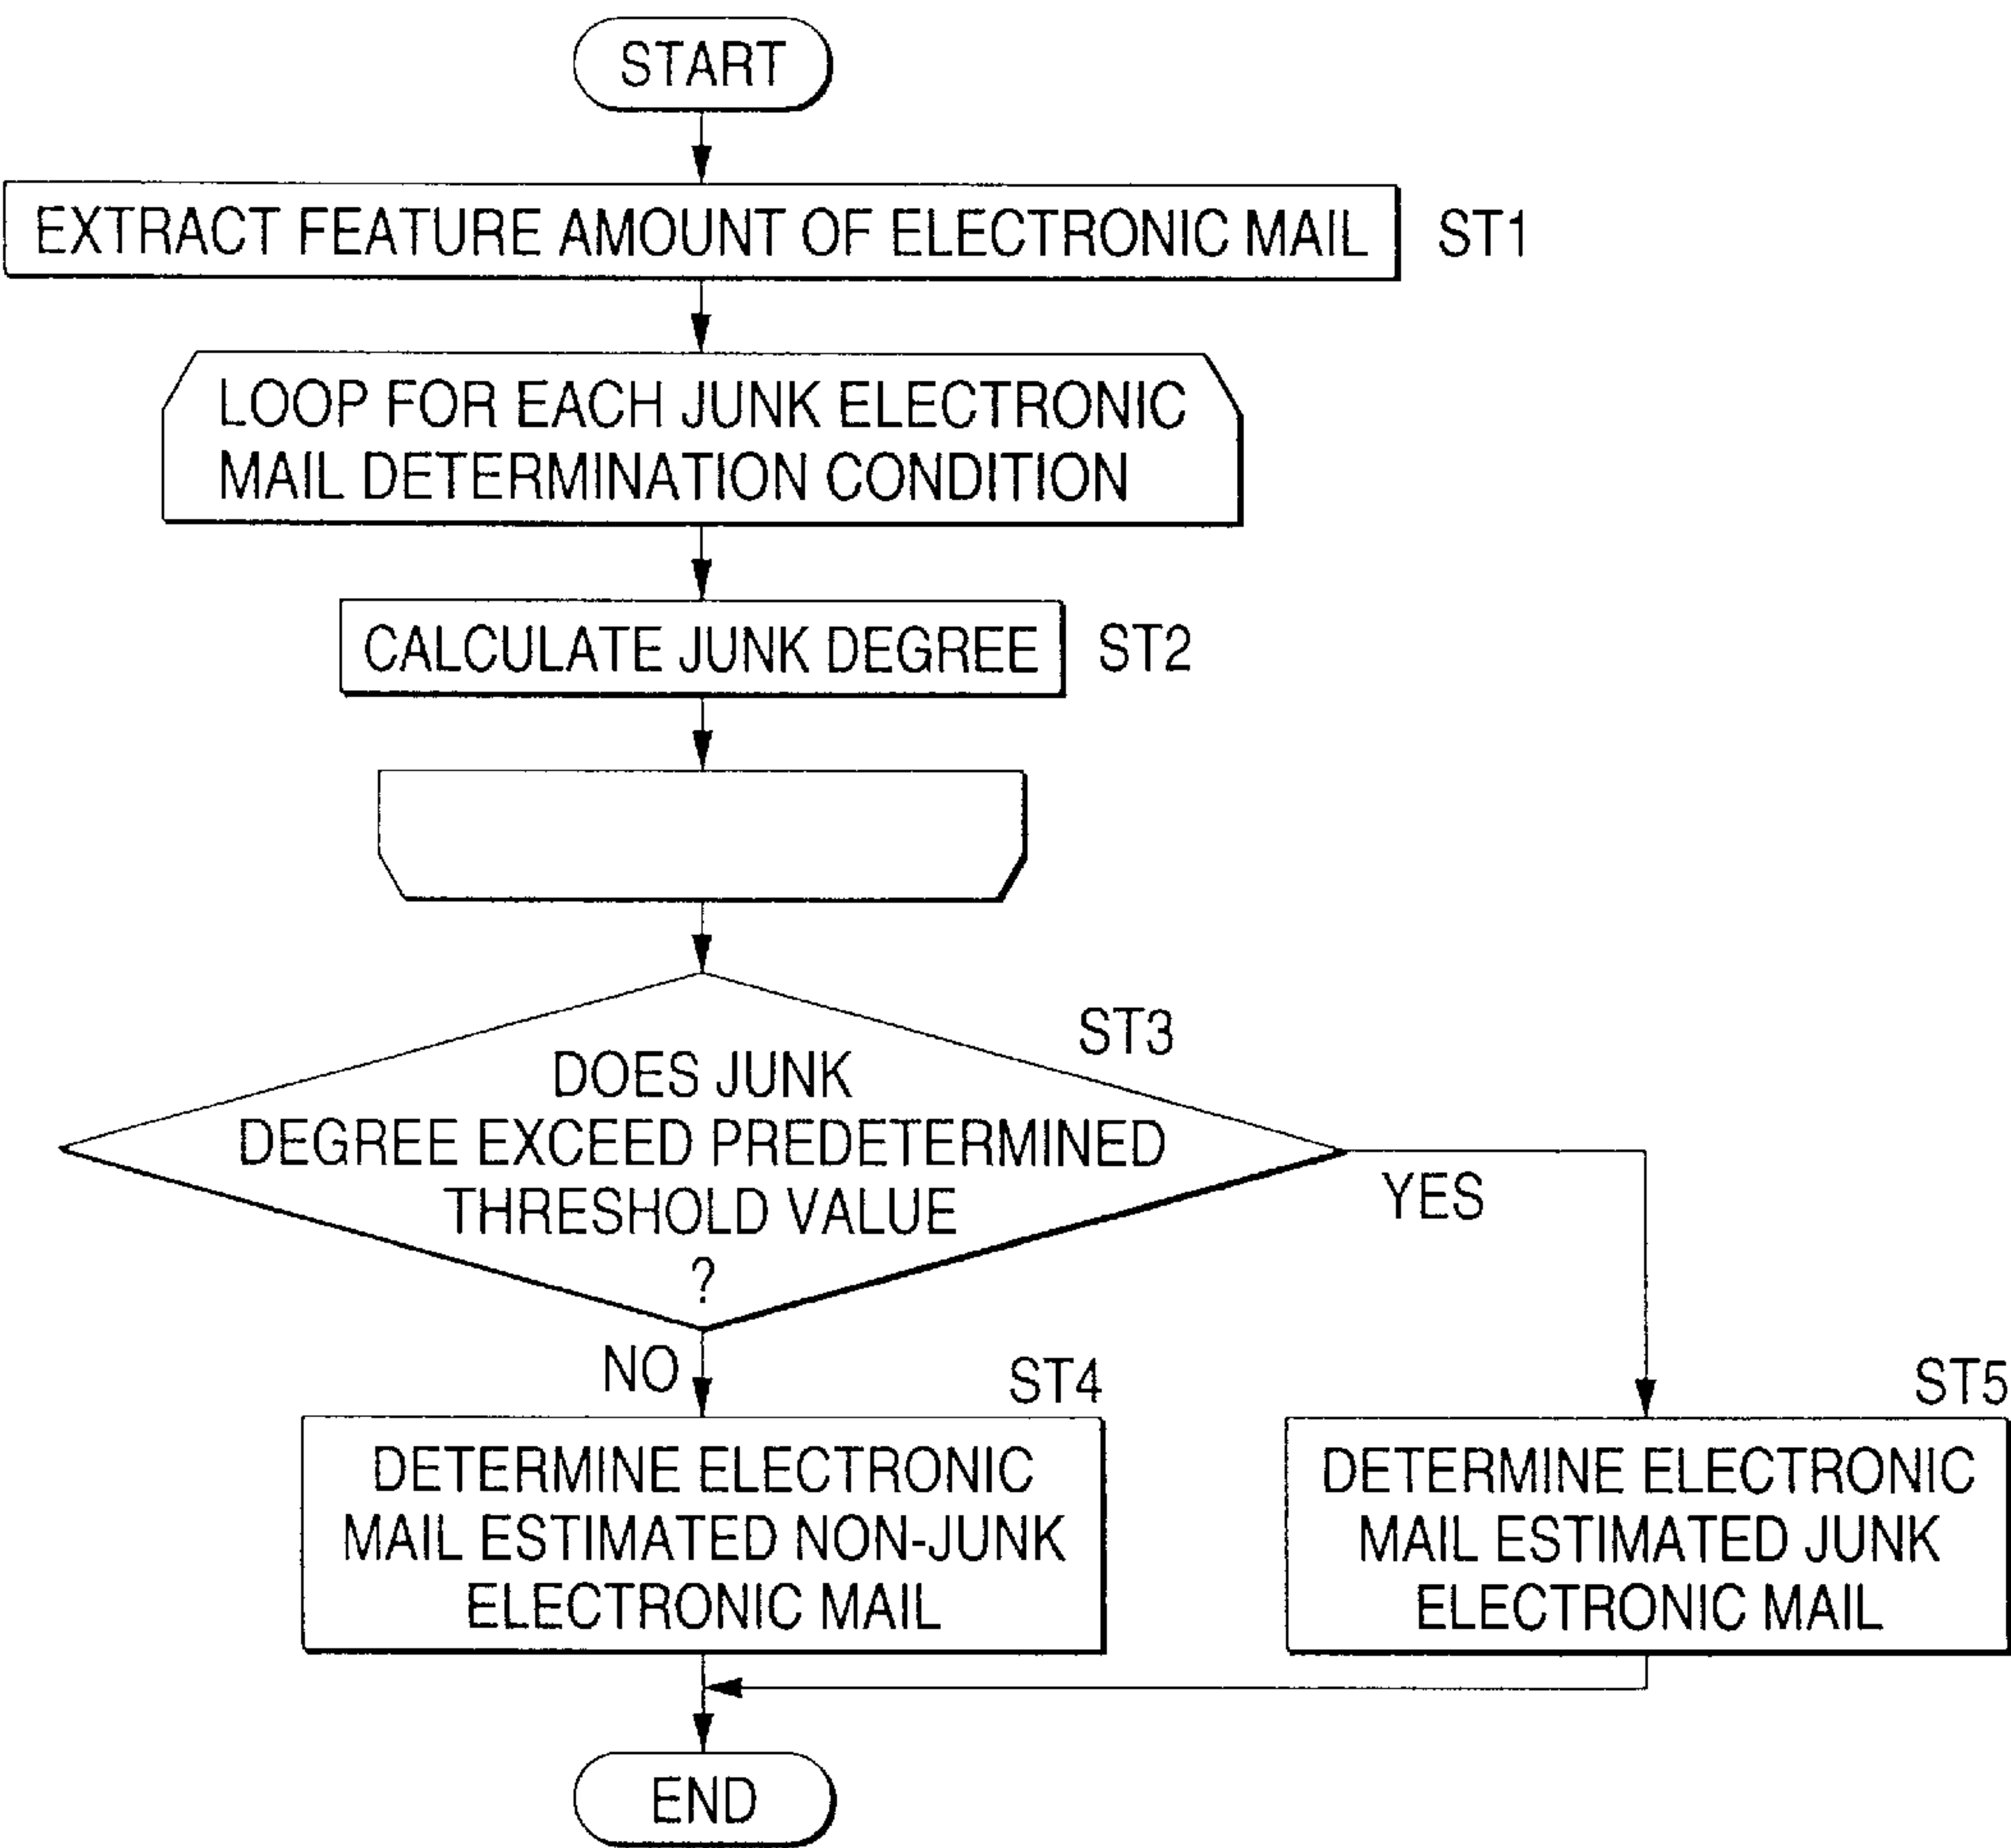 START
EXTRACT FEATURE AMOUNT OF ELECTRONIC MAIL
ST1
LOOP FOR EACH JUNK ELECTRONIC
MAIL DETERMINATION CONDITION
CALCULATE JUNK DEGREE
ST2
ST3
DOES JUNK
DEGREE EXCEED PREDETERMINED
THRESHOLD VALUE
?
YES
NO
ST4
DETERMINE ELECTRONIC
MAIL ESTIMATED NON-JUNK
ELECTRONIC MAIL
ST5
DETERMINE ELECTRONIC
MAIL ESTIMATED JUNK
ELECTRONIC MAIL
END